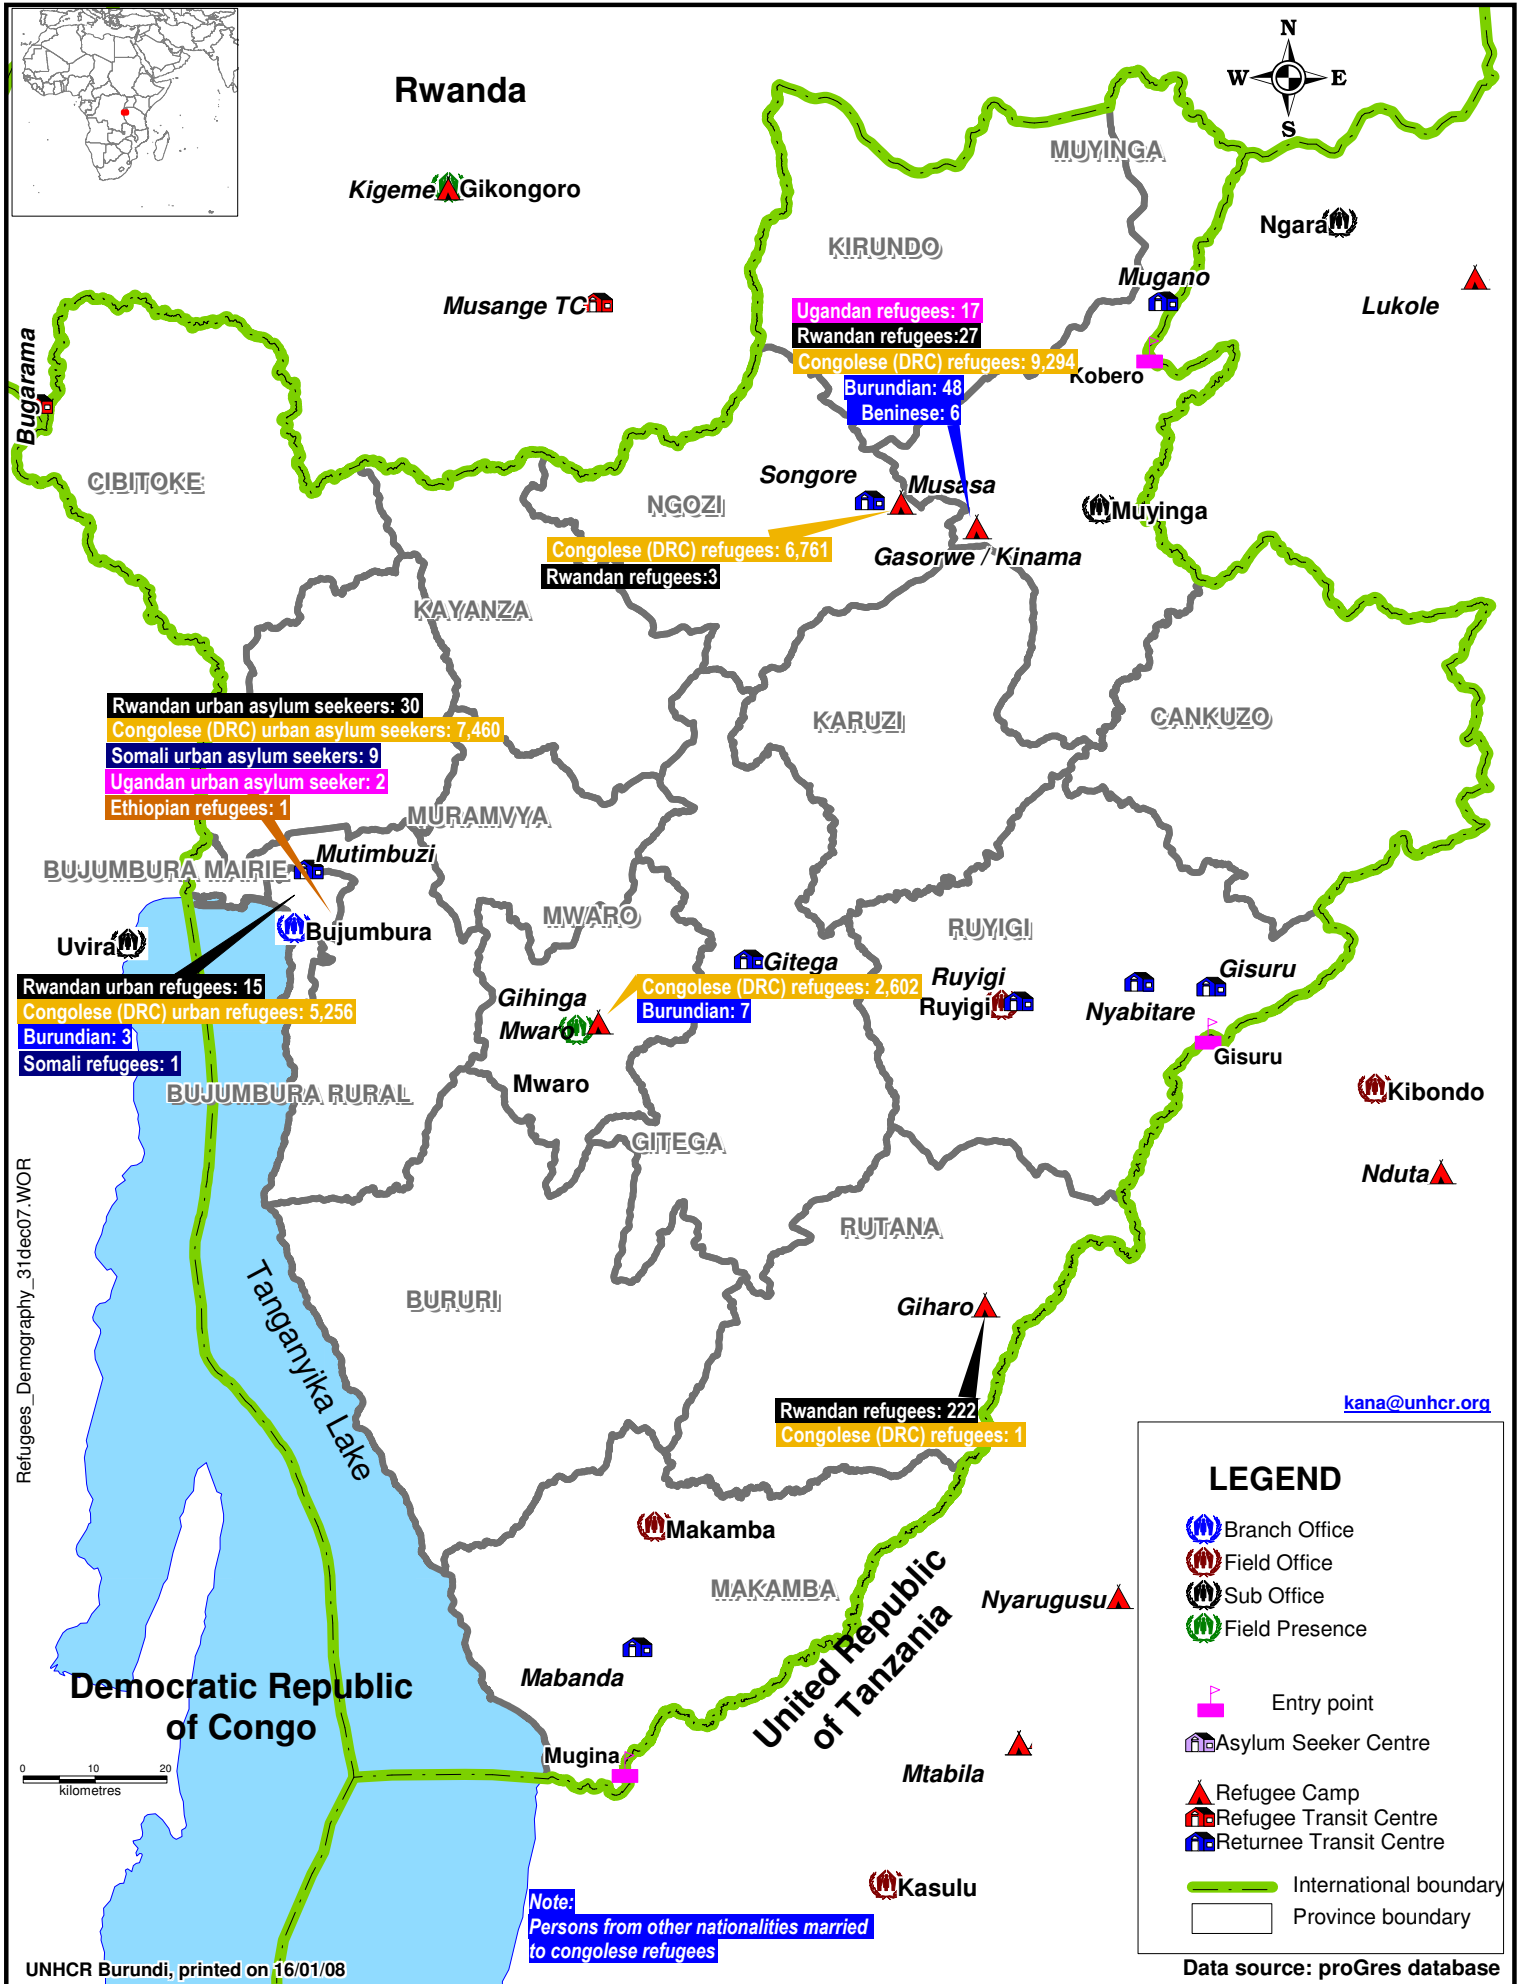 N
W E
S
Rwanda
MUYINGA
Kigeme Gikongoro
Ngara
KIRUNDO
Mugano
Musange TC
Lukole
Ugandan refugees: 17
Rwandan refugees:27
Congolese (DRC) refugees: 9,294
Burundian: 48
Beninese: 6
Kobero
Bugarama
CIBITOKE
Songore
Musasa
NGOZI
Muyinga
Congolese (DRC) refugees: 6,761
Rwandan refugees:3
Gasorwe / Kinama
KAYANZA
Rwandan urban asylum seekeers: 30
Congolese (DRC) urban asylum seekers: 7,460
Somali urban asylum seekers: 9
Ugandan urban asylum seeker: 2
Ethiopian refugees: 1
KARUZI
CANKUZO
MURAMVYA
Mutimbuzi
BUJUMBURA MAIRIE
MWARO
RUYIGI
Bujumbura
Uvira
Gitega
Gisuru
Ruyigi
Ruyigi
Nyabitare
Rwandan urban refugees: 15
Congolese (DRC) urban refugees: 5,256
Burundian: 3
Somali refugees: 1
Gihinga
Mwaro
Congolese (DRC) refugees: 2,602
Burundian: 7
Gisuru
Mwaro
Kibondo
BUJUMBURA RURAL
GITEGA
Nduta
RUTANA
Refugees_Demography_31dec07.WOR
Tanganyika Lake
BURURI
Giharo
Rwandan refugees: 222
Congolese (DRC) refugees: 1
kana@unhcr.org
LEGEND
Branch Office
Field Office
Sub Office
Field Presence
Entry point
Asylum Seeker Centre
Refugee Camp
Refugee Transit Centre
Returnee Transit Centre
International boundary
Province boundary
Makamba
MAKAMBA
Nyarugusu
United Republic
of Tanzania
Mabanda
Democratic Republic
of Congo
Mugina
Mtabila
0 10 20
kilometres
Kasulu
Note:
Persons from other nationalities married
to congolese refugees
UNHCR Burundi, printed on 16/01/08
Data source: proGres database